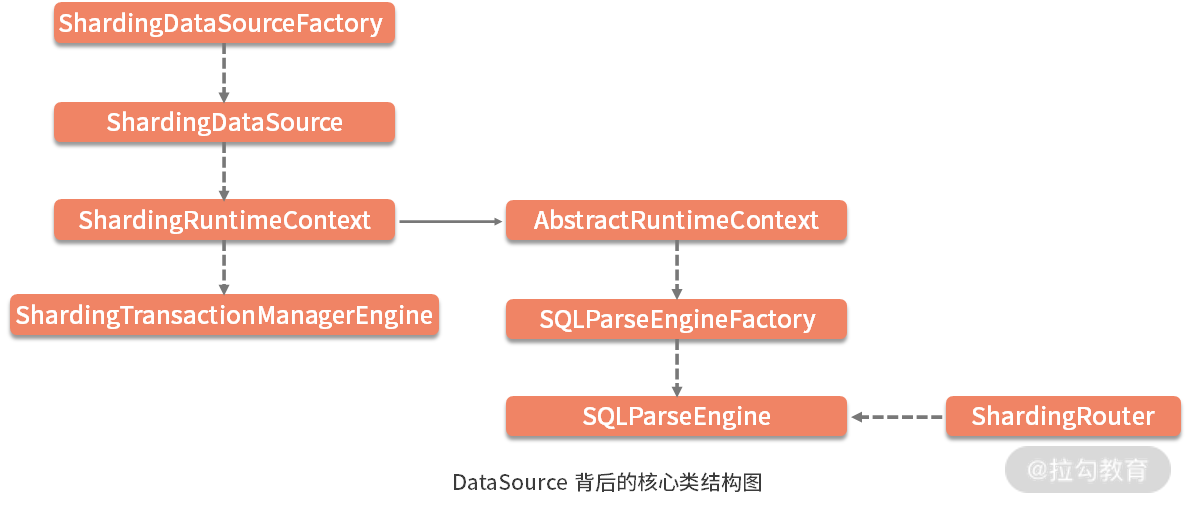 ShardingDataSourceFactory
ShardingDataSource
ShardingRuntimeContext
AbstractRuntimeContext
ShardingTransactionManagerEngine
SQLParseEngineFactory
SQLParseEngine
ShardingRouter
DataSource 背后的核心类结构图
@拉勾教育